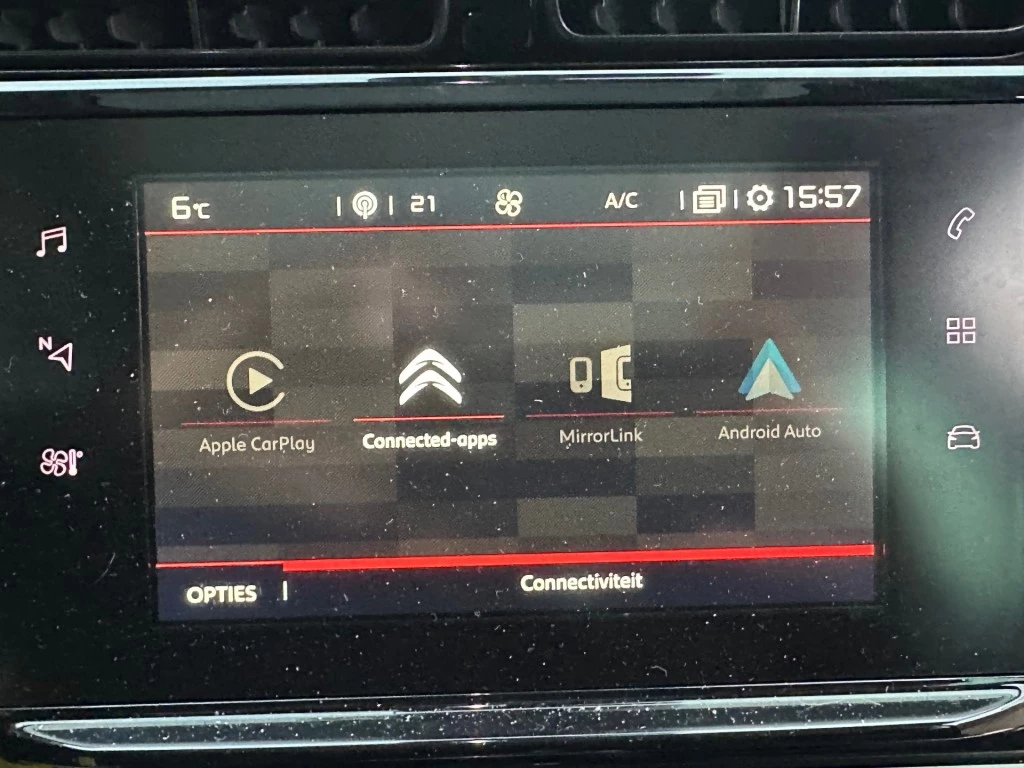 6°C 21 A/C 15:57
N
Apple CarPlay Connected-apps MirrorLink Android Auto
OPTIES Connectiviteit